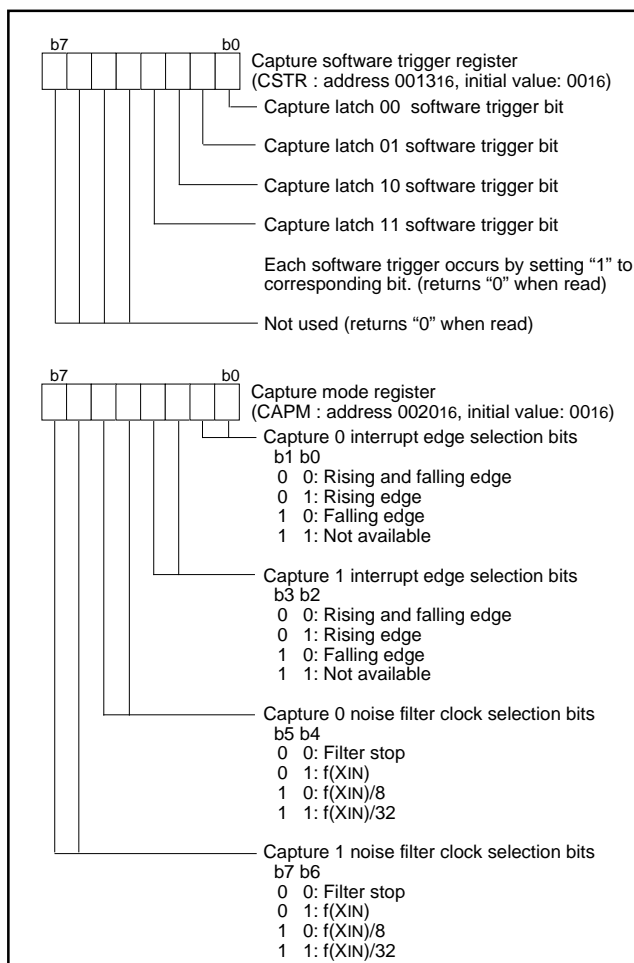 b7 b0
Capture software trigger register
(CSTR : address 001316, initial value: 0016)
Capture latch 00  software trigger bit
Capture latch 01 software trigger bit
Capture latch 10 software trigger bit
Capture latch 11 software trigger bit
Each software trigger occurs by setting “1” to
corresponding bit. (returns “0” when read)
Not used (returns “0” when read)
b7 b0
Capture mode register
(CAPM : address 002016, initial value: 0016)
Capture 0 interrupt edge selection bits
b1 b0
0 0: Rising and falling edge
0 1: Rising edge
1 0: Falling edge
1 1: Not available
Capture 1 interrupt edge selection bits
b3 b2
0 0: Rising and falling edge
0 1: Rising edge
1 0: Falling edge
1 1: Not available
Capture 0 noise filter clock selection bits
b5 b4
0 0: Filter stop
0 1: f(XIN)
1 0: f(XIN)/8
1 1: f(XIN)/32
Capture 1 noise filter clock selection bits
b7 b6
0 0: Filter stop
0 1: f(XIN)
1 0: f(XIN)/8
1 1: f(XIN)/32